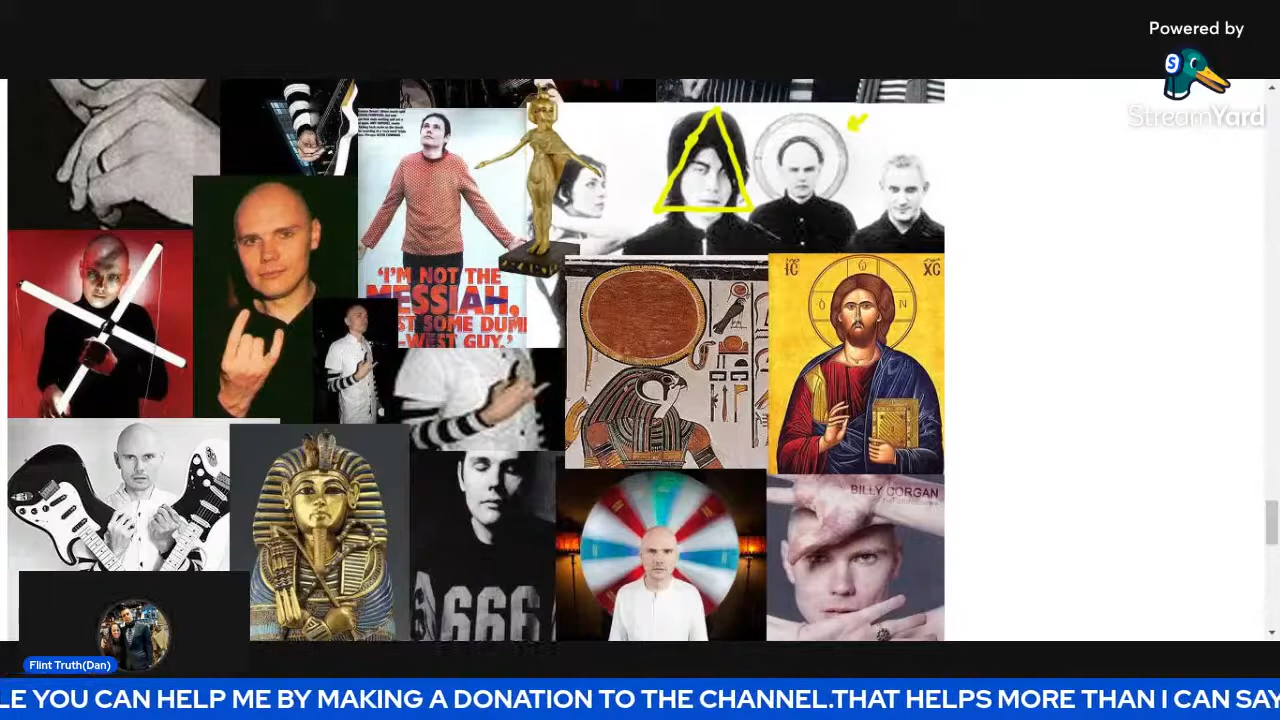 Powered by
S
StreamYard
'I'M NOT THE
MESSIAH,
ST SOME DUM
-WEST GUY.'
IC
XC
O
N
BILLY CORGAN
666
Flint Truth(Dan)
LE YOU CAN HELP ME BY MAKING A DONATION TO THE CHANNEL.THAT HELPS MORE THAN I CAN SAY